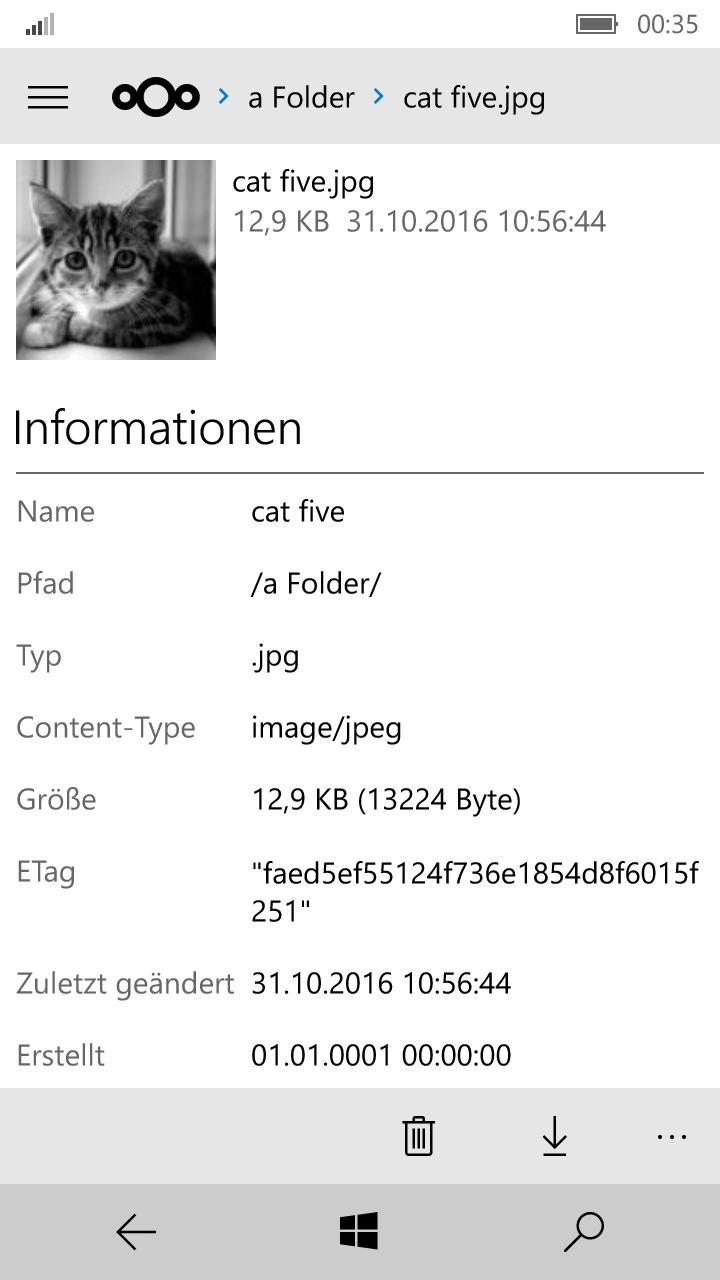 00:35
a Folder
cat five.jpg
cat five.jpg
12,9 KB 31.10.2016 10:56:44
Informationen
Name cat five
Pfad /a Folder/
Typ .jpg
Content-Type image/jpeg
Größe 12,9 KB (13224 Byte)
ETag "faed5ef55124f736e1854d8f6015f
251"
Zuletzt geändert 31.10.2016 10:56:44
Erstellt 01.01.0001 00:00:00